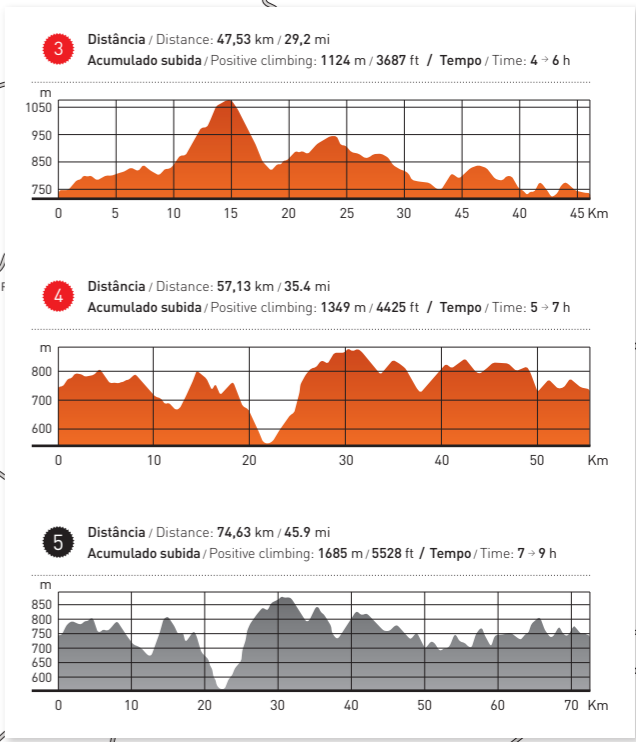 3
Distância / Distance: 47,53 km / 29,2 mi
Acumulado subida / Positive climbing: 1124 m / 3687 ft / Tempo / Time: 4 → 6 h
m
1050
950
850
750
0 5 10 15 20 25 30 45 40 45 Km
4
Distância / Distance: 57,13 km / 35.4 mi
Acumulado subida / Positive climbing: 1349 m / 4425 ft / Tempo / Time: 5 → 7 h
m
800
700
600
0 10 20 30 40 50 Km
5
Distância / Distance: 74,63 km / 45.9 mi
Acumulado subida / Positive climbing: 1685 m / 5528 ft / Tempo / Time: 7 → 9 h
m
850
800
750
700
650
600
0 10 20 30 40 50 60 70 Km